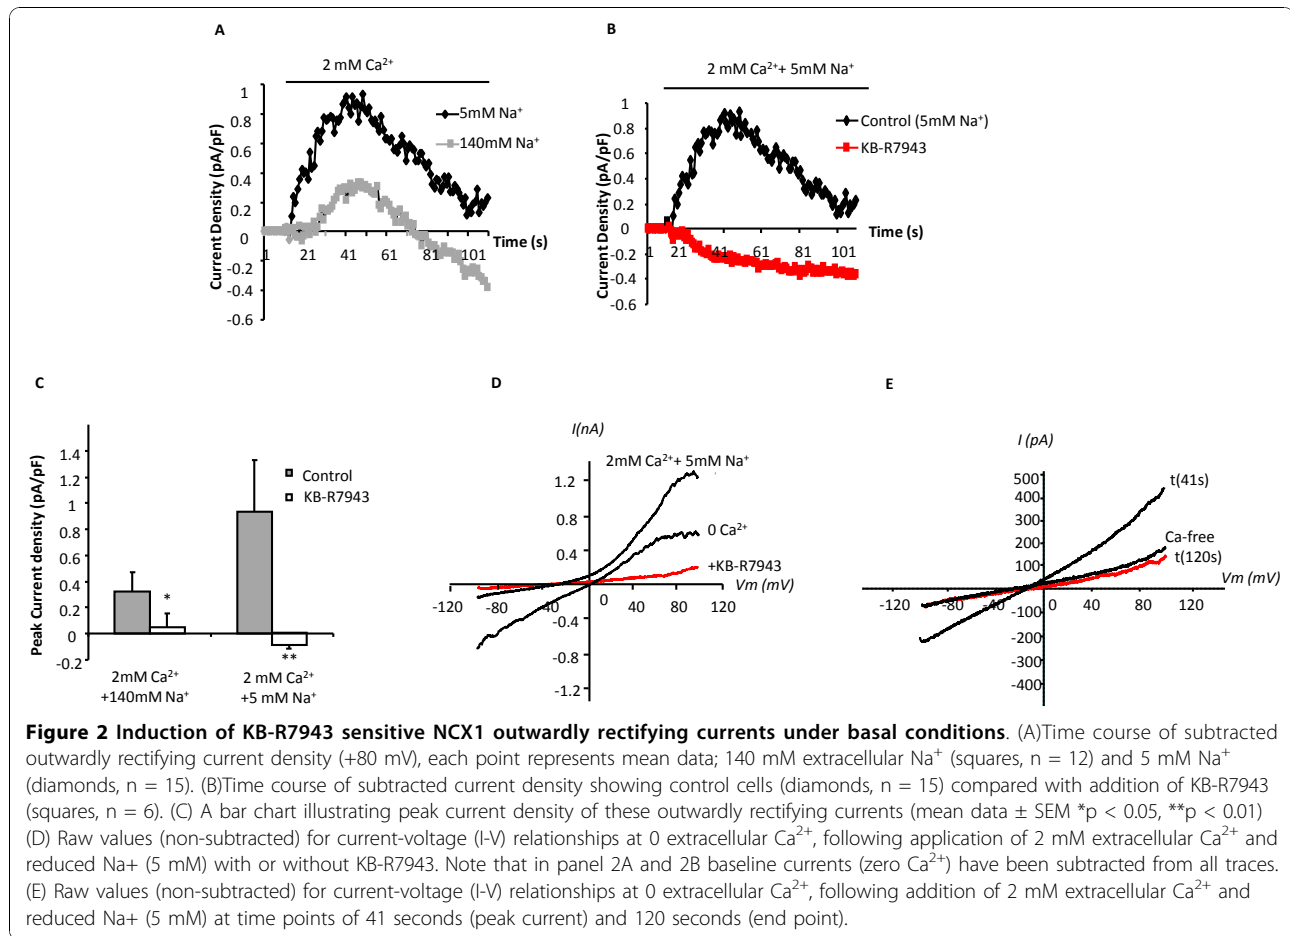 A
2 mM Ca²⁺
Current Density (pA/pF)
1
0.8
0.6
0.4
0.2
0
-0.2
-0.4
-0.6
1 21 41 61 81 101
Time (s)
5mM Na⁺
140mM Na⁺
B
2 mM Ca²⁺+ 5mM Na⁺
Current Density (pA/pF)
1
0.8
0.6
0.4
0.2
0
-0.2
-0.4
-0.6
1 21 41 61 81 101
Time (s)
Control (5mM Na⁺)
KB-R7943
C
Peak Current density (pA/pF)
1.4
1.2
1
0.8
0.6
0.4
0.2
0
-0.2
Control
KB-R7943
*
**
2mM Ca²⁺
+140mM Na⁺
2 mM Ca²⁺
+5 mM Na⁺
D
I(nA)
2mM Ca²⁺+ 5mM Na⁺
0 Ca²⁺
+KB-R7943
Vm (mV)
1.2
0.8
0.4
0
-0.4
-0.8
-1.2
-120 -80 -40 0 40 80 120
E
I (pA)
t(41s)
Ca-free
t(120s)
Vm (mV)
500
400
300
200
100
0
-100
-200
-300
-400
-120 -80 -40 0 40 80 120
Figure 2 Induction of KB-R7943 sensitive NCX1 outwardly rectifying currents under basal conditions. (A)Time course of subtracted
outwardly rectifying current density (+80 mV), each point represents mean data; 140 mM extracellular Na⁺ (squares, n = 12) and 5 mM Na⁺
(diamonds, n = 15). (B)Time course of subtracted current density showing control cells (diamonds, n = 15) compared with addition of KB-R7943
(squares, n = 6). (C) A bar chart illustrating peak current density of these outwardly rectifying currents (mean data ± SEM *p < 0.05, **p < 0.01)
(D) Raw values (non-subtracted) for current-voltage (I-V) relationships at 0 extracellular Ca²⁺, following application of 2 mM extracellular Ca²⁺ and
reduced Na+ (5 mM) with or without KB-R7943. Note that in panel 2A and 2B baseline currents (zero Ca²⁺) have been subtracted from all traces.
(E) Raw values (non-subtracted) for current-voltage (I-V) relationships at 0 extracellular Ca²⁺, following addition of 2 mM extracellular Ca²⁺ and
reduced Na+ (5 mM) at time points of 41 seconds (peak current) and 120 seconds (end point).